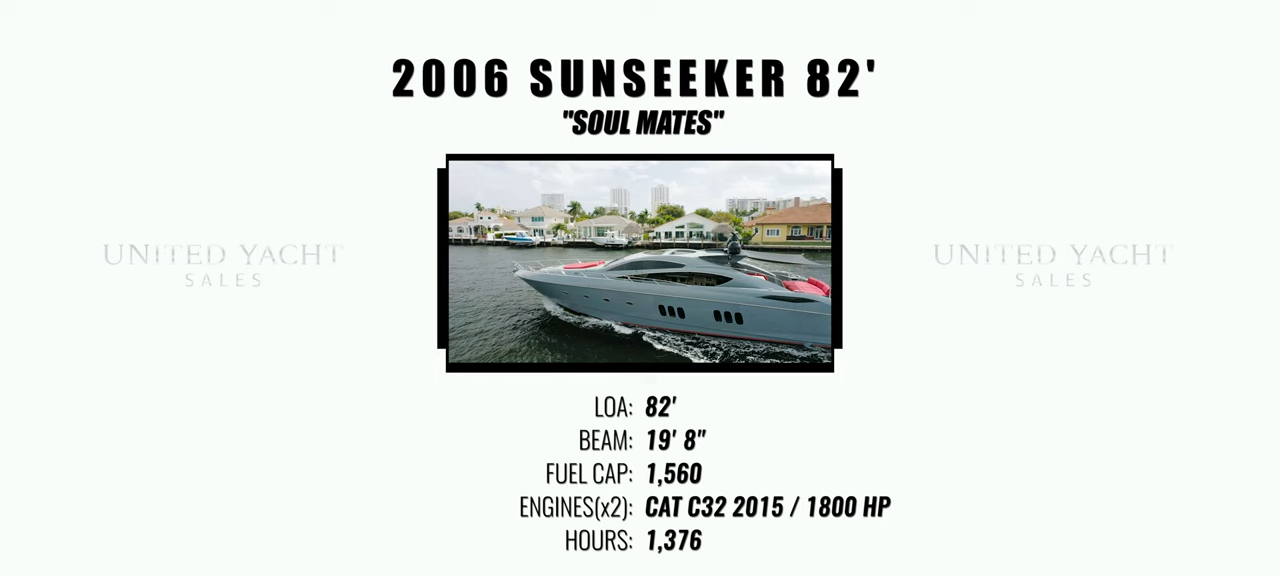 2006 SUNSEEKER 82'
"SOUL MATES"
UNITED YACHT
SALES
UNITED YACHT
SALES
LOA: 82'
BEAM: 19' 8"
FUEL CAP: 1,560
ENGINES(x2): CAT C32 2015 / 1800 HP
HOURS: 1,376